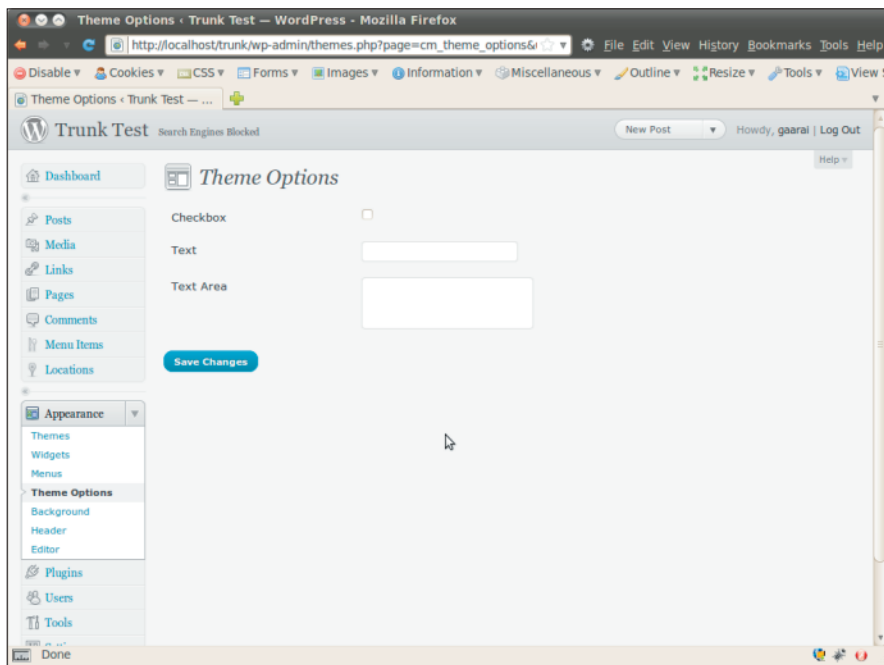 Theme Options ‹ Trunk Test — WordPress - Mozilla Firefox
http://localhost/trunk/wp-admin/themes.php?page=cm_theme_options&
File Edit View History Bookmarks Tools Help
Disable Cookies CSS Forms Images Information Miscellaneous Outline Resize Tools View
Theme Options ‹ Trunk Test — ...
Trunk Test Search Engines Blocked New Post Howdy, gaarai | Log Out
Help
Dashboard
Theme Options
Posts
Media
Links
Pages
Comments
Menu Items
Locations
Appearance
Themes
Widgets
Menus
Theme Options
Background
Header
Editor
Plugins
Users
Tools
Checkbox
Text
Text Area
Save Changes
Done